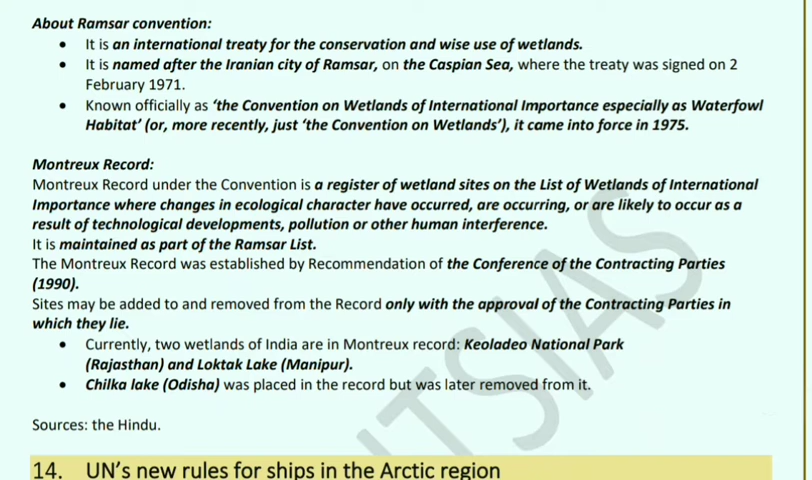 About Ramsar convention:
• It is an international treaty for the conservation and wise use of wetlands.
• It is named after the Iranian city of Ramsar, on the Caspian Sea, where the treaty was signed on 2
February 1971.
• Known officially as ‘the Convention on Wetlands of International Importance especially as Waterfowl
Habitat’ (or, more recently, just ‘the Convention on Wetlands’), it came into force in 1975.
Montreux Record:
Montreux Record under the Convention is a register of wetland sites on the List of Wetlands of International
Importance where changes in ecological character have occurred, are occurring, or are likely to occur as a
result of technological developments, pollution or other human interference.
It is maintained as part of the Ramsar List.
The Montreux Record was established by Recommendation of the Conference of the Contracting Parties
(1990).
Sites may be added to and removed from the Record only with the approval of the Contracting Parties in
which they lie.
• Currently, two wetlands of India are in Montreux record: Keoladeo National Park
(Rajasthan) and Loktak Lake (Manipur).
• Chilka lake (Odisha) was placed in the record but was later removed from it.
Sources: the Hindu.
14. UN’s new rules for ships in the Arctic region
ITSIAS